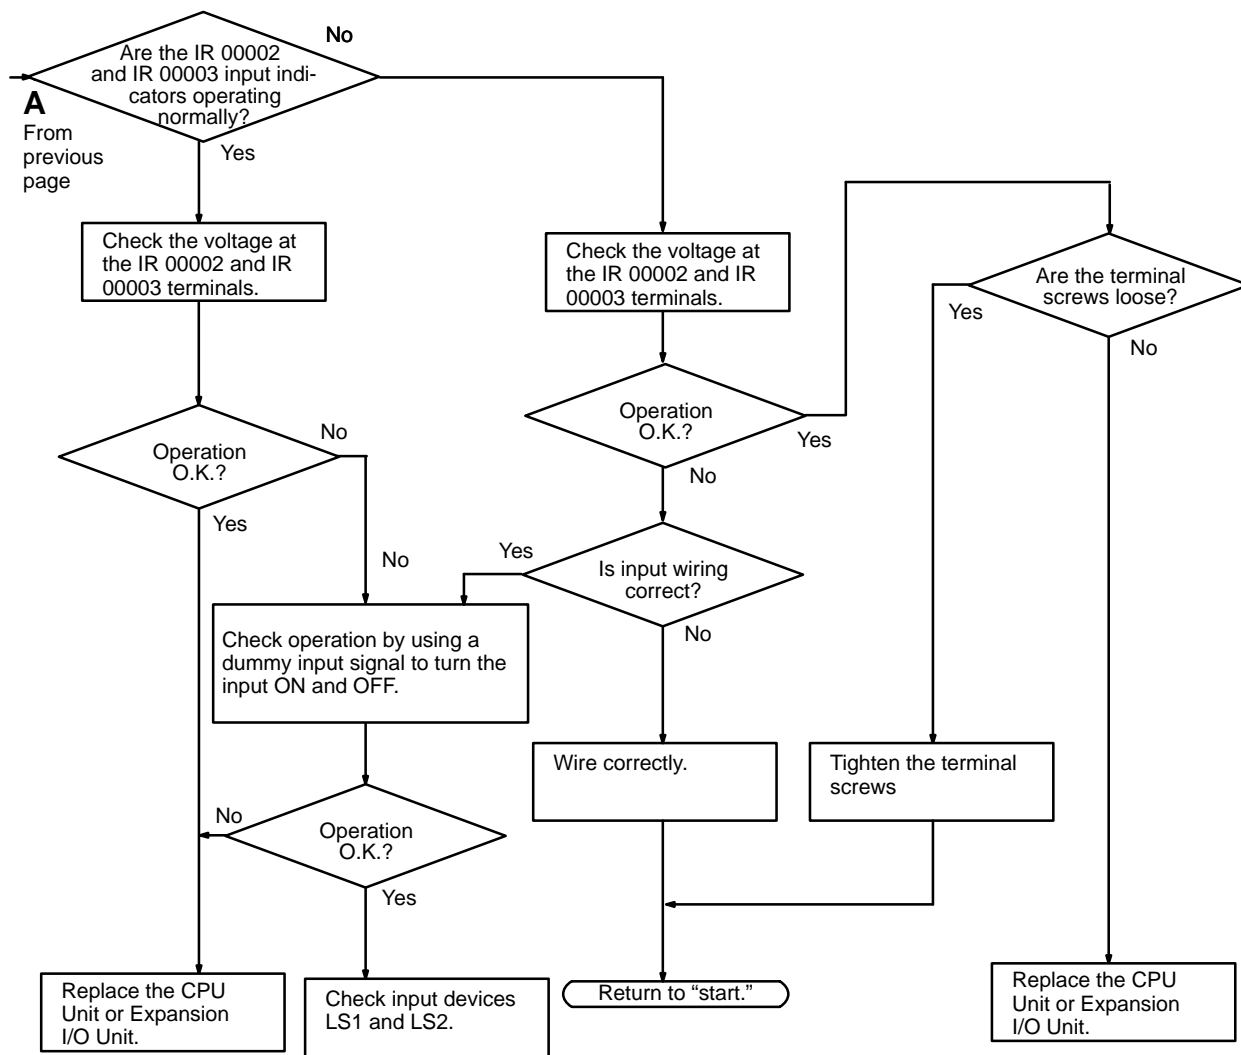 No
Are the IR 00002
and IR 00003 input indi-
cators operating
normally?
A
From
previous
page
Yes
Check the voltage at
the IR 00002 and IR
00003 terminals.
Check the voltage at
the IR 00002 and IR
00003 terminals.
Are the terminal
screws loose?
Yes
No
Operation
O.K.?
No
Yes
Operation
O.K.?
Yes
No
No
Yes
Is input wiring
correct?
No
Check operation by using a
dummy input signal to turn the
input ON and OFF.
Wire correctly.
Tighten the terminal
screws
No
Operation
O.K.?
Yes
Replace the CPU
Unit or Expansion
I/O Unit.
Check input devices
LS1 and LS2.
Return to “start.”
Replace the CPU
Unit or Expansion
I/O Unit.